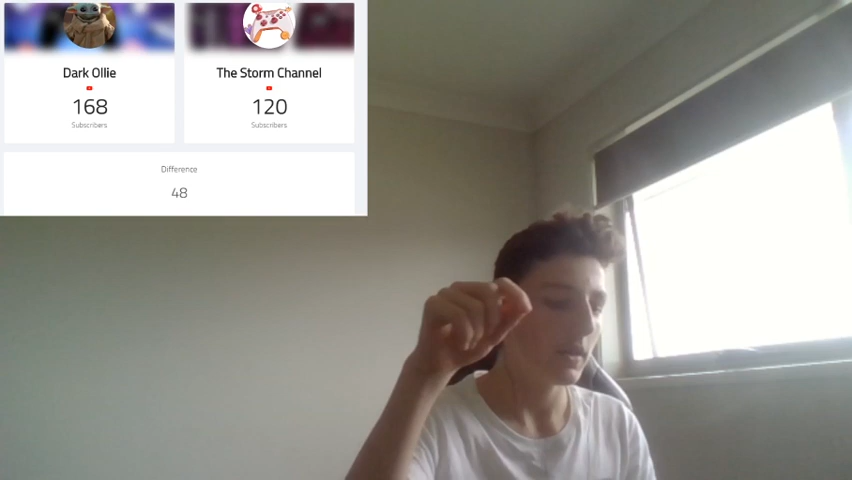 Dark Ollie
168
Subscribers
The Storm Channel
120
Subscribers
Difference
48